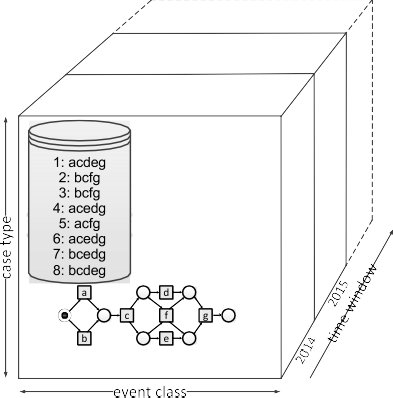 1: acdeg
2: bcfg
3: bcfg
4: acedg
5: acfg
6: acedg
7: bcedg
8: bcdeg
a
b
c
d
f
e
g
case type
event class
2014
2015
time window